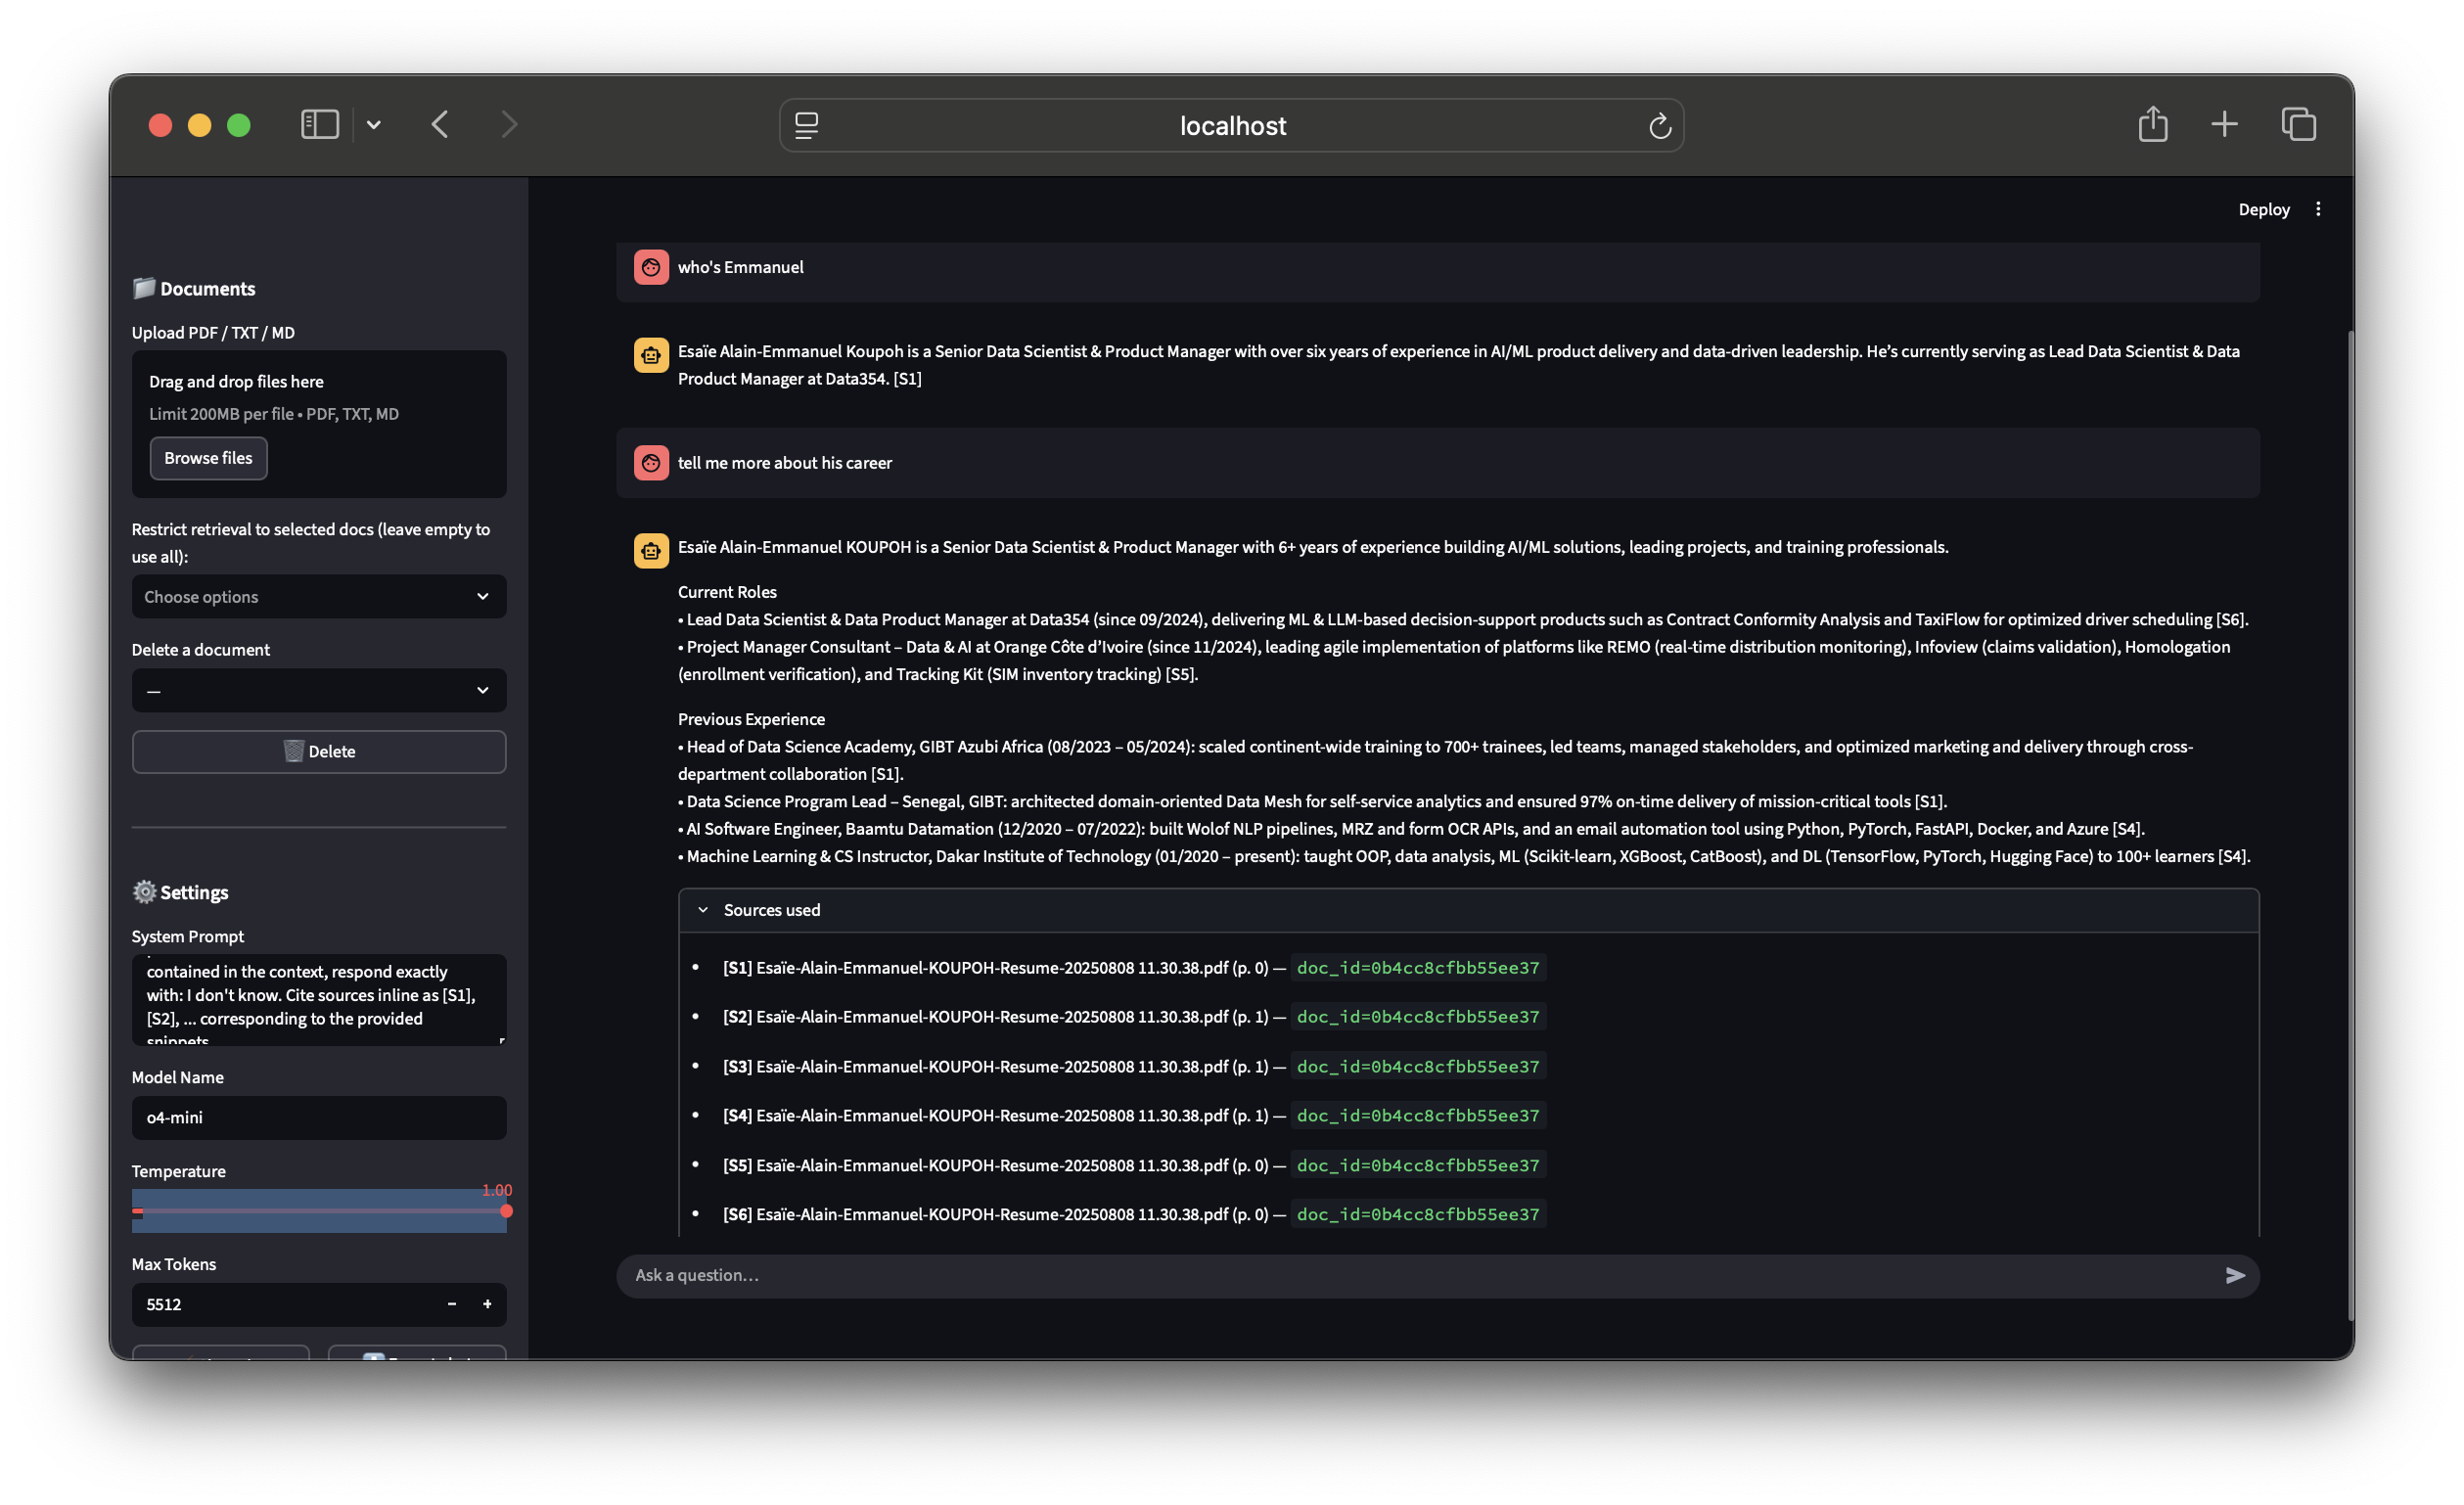 localhost
Deploy
Documents
Upload PDF / TXT / MD
Drag and drop files here
Limit 200MB per file • PDF, TXT, MD
Browse files
Restrict retrieval to selected docs (leave empty to
use all):
Choose options
Delete a document
—
Delete
Settings
System Prompt
contained in the context, respond exactly
with: I don't know. Cite sources inline as [S1],
[S2], ... corresponding to the provided
snippets
Model Name
o4-mini
Temperature
1.00
Max Tokens
5512
who's Emmanuel
Esaïe Alain-Emmanuel Koupoh is a Senior Data Scientist & Product Manager with over six years of experience in AI/ML product delivery and data-driven leadership. He’s currently serving as Lead Data Scientist & Data
Product Manager at Data354. [S1]
tell me more about his career
Esaïe Alain-Emmanuel KOUPOH is a Senior Data Scientist & Product Manager with 6+ years of experience building AI/ML solutions, leading projects, and training professionals.
Current Roles
• Lead Data Scientist & Data Product Manager at Data354 (since 09/2024), delivering ML & LLM-based decision-support products such as Contract Conformity Analysis and TaxiFlow for optimized driver scheduling [S6].
• Project Manager Consultant – Data & AI at Orange Côte d’Ivoire (since 11/2024), leading agile implementation of platforms like REMO (real-time distribution monitoring), Infoview (claims validation), Homologation
(enrollment verification), and Tracking Kit (SIM inventory tracking) [S5].
Previous Experience
• Head of Data Science Academy, GIBT Azubi Africa (08/2023 – 05/2024): scaled continent-wide training to 700+ trainees, led teams, managed stakeholders, and optimized marketing and delivery through cross-
department collaboration [S1].
• Data Science Program Lead – Senegal, GIBT: architected domain-oriented Data Mesh for self-service analytics and ensured 97% on-time delivery of mission-critical tools [S1].
• AI Software Engineer, Baamtu Datamation (12/2020 – 07/2022): built Wolof NLP pipelines, MRZ and form OCR APIs, and an email automation tool using Python, PyTorch, FastAPI, Docker, and Azure [S4].
• Machine Learning & CS Instructor, Dakar Institute of Technology (01/2020 – present): taught OOP, data analysis, ML (Scikit-learn, XGBoost, CatBoost), and DL (TensorFlow, PyTorch, Hugging Face) to 100+ learners [S4].
Sources used
• [S1] Esaïe-Alain-Emmanuel-KOUPOH-Resume-20250808 11.30.38.pdf (p. 0) — doc_id=0b4cc8cfbb55ee37
• [S2] Esaïe-Alain-Emmanuel-KOUPOH-Resume-20250808 11.30.38.pdf (p. 1) — doc_id=0b4cc8cfbb55ee37
• [S3] Esaïe-Alain-Emmanuel-KOUPOH-Resume-20250808 11.30.38.pdf (p. 1) — doc_id=0b4cc8cfbb55ee37
• [S4] Esaïe-Alain-Emmanuel-KOUPOH-Resume-20250808 11.30.38.pdf (p. 1) — doc_id=0b4cc8cfbb55ee37
• [S5] Esaïe-Alain-Emmanuel-KOUPOH-Resume-20250808 11.30.38.pdf (p. 0) — doc_id=0b4cc8cfbb55ee37
• [S6] Esaïe-Alain-Emmanuel-KOUPOH-Resume-20250808 11.30.38.pdf (p. 0) — doc_id=0b4cc8cfbb55ee37
Ask a question…